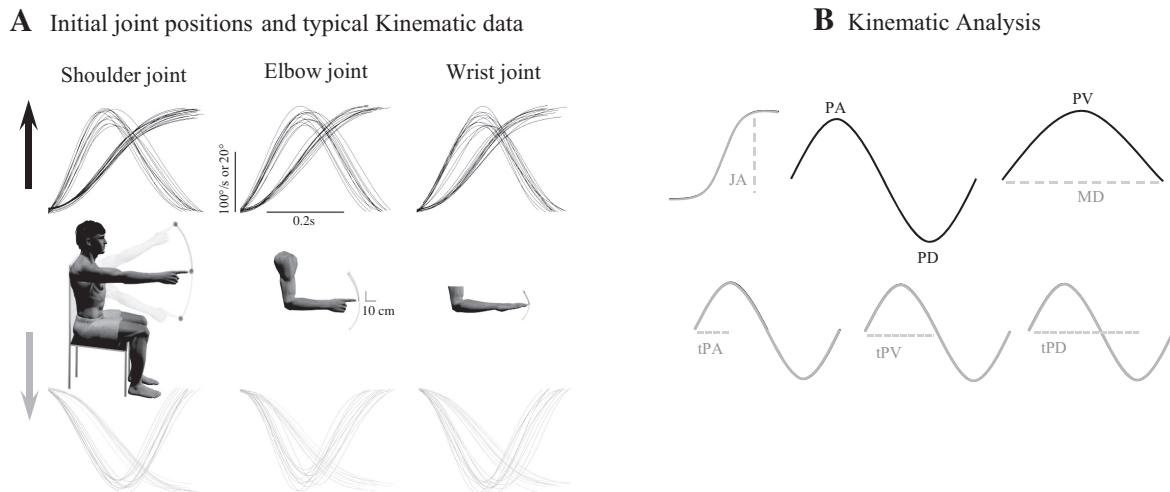 A Initial joint positions and typical Kinematic data
Shoulder joint
Elbow joint
Wrist joint
100°/s or 20°
0.2s
10 cm
B Kinematic Analysis
JA
PA
PD
PV
MD
tPA
tPV
tPD